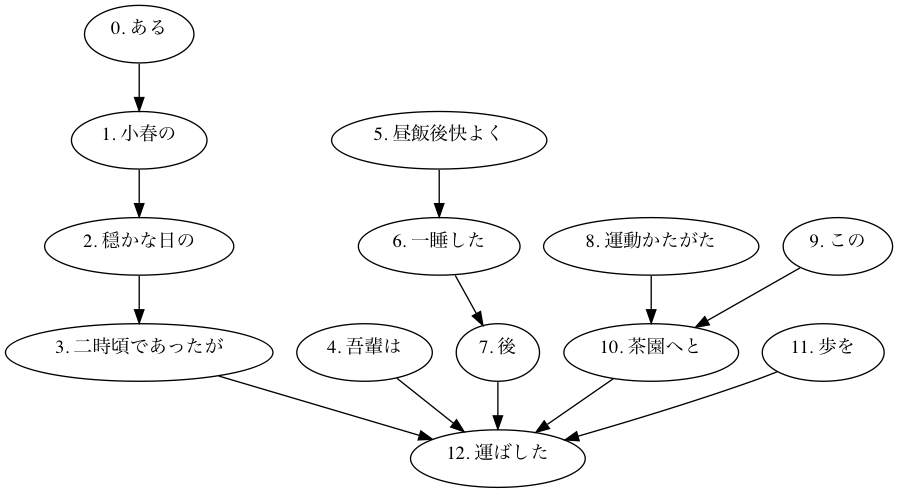 0. ある
1. 小春の
2. 穏かな日の
3. 二時頃であったが
4. 吾輩は
5. 昼飯後快よく
6. 一睡した
7. 後
8. 運動かたがた
9. この
10. 茶園へと
11. 歩を
12. 運ばした